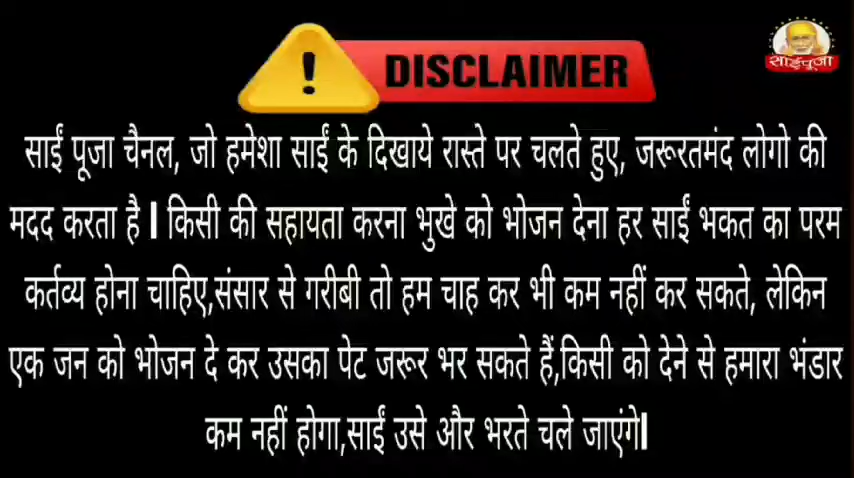 साईंपूजा
DISCLAIMER
साईं पूजा चैनल, जो हमेशा साईं के दिखाये रास्ते पर चलते हुए, जरूरतमंद लोगो की
मदद करता है l किसी की सहायता करना भुखे को भोजन देना हर साईं भकत का परम
कर्तव्य होना चाहिए,संसार से गरीबी तो हम चाह कर भी कम नहीं कर सकते, लेकिन
एक जन को भोजन दे कर उसका पेट जरूर भर सकते हैं,किसी को देने से हमारा भंडार
कम नहीं होगा,साईं उसे और भरते चले जाएंगेl